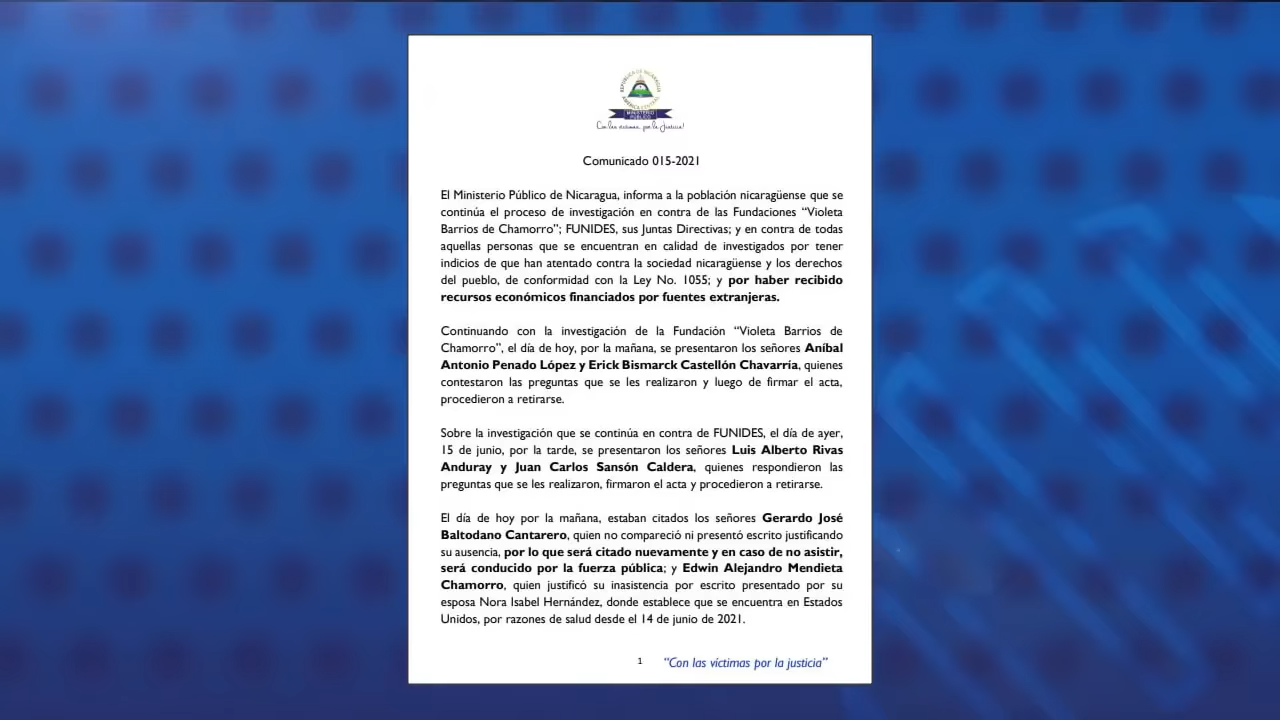 REPÚBLICA DE NICARAGUA
AMÉRICA CENTRAL
MINISTERIO
PÚBLICO
Con las víctimas, por la Justicia!
Comunicado 015-2021
El Ministerio Público de Nicaragua, informa a la población nicaragüense que se
continúa el proceso de investigación en contra de las Fundaciones “Violeta
Barrios de Chamorro”; FUNIDES, sus Juntas Directivas; y en contra de todas
aquellas personas que se encuentran en calidad de investigados por tener
indicios de que han atentado contra la sociedad nicaragüense y los derechos
del pueblo, de conformidad con la Ley No. 1055; y por haber recibido
recursos económicos financiados por fuentes extranjeras.
Continuando con la investigación de la Fundación “Violeta Barrios de
Chamorro”, el día de hoy, por la mañana, se presentaron los señores Aníbal
Antonio Penado López y Erick Bismarck Castellón Chavarría, quienes
contestaron las preguntas que se les realizaron y luego de firmar el acta,
procedieron a retirarse.
Sobre la investigación que se continúa en contra de FUNIDES, el día de ayer,
15 de junio, por la tarde, se presentaron los señores Luis Alberto Rivas
Anduray y Juan Carlos Sansón Caldera, quienes respondieron las
preguntas que se les realizaron, firmaron el acta y procedieron a retirarse.
El día de hoy por la mañana, estaban citados los señores Gerardo José
Baltodano Cantarero, quien no compareció ni presentó escrito justificando
su ausencia, por lo que será citado nuevamente y en caso de no asistir,
será conducido por la fuerza pública; y Edwin Alejandro Mendieta
Chamorro, quien justificó su inasistencia por escrito presentado por su
esposa Nora Isabel Hernández, donde establece que se encuentra en Estados
Unidos, por razones de salud desde el 14 de junio de 2021.
1 “Con las víctimas por la justicia”